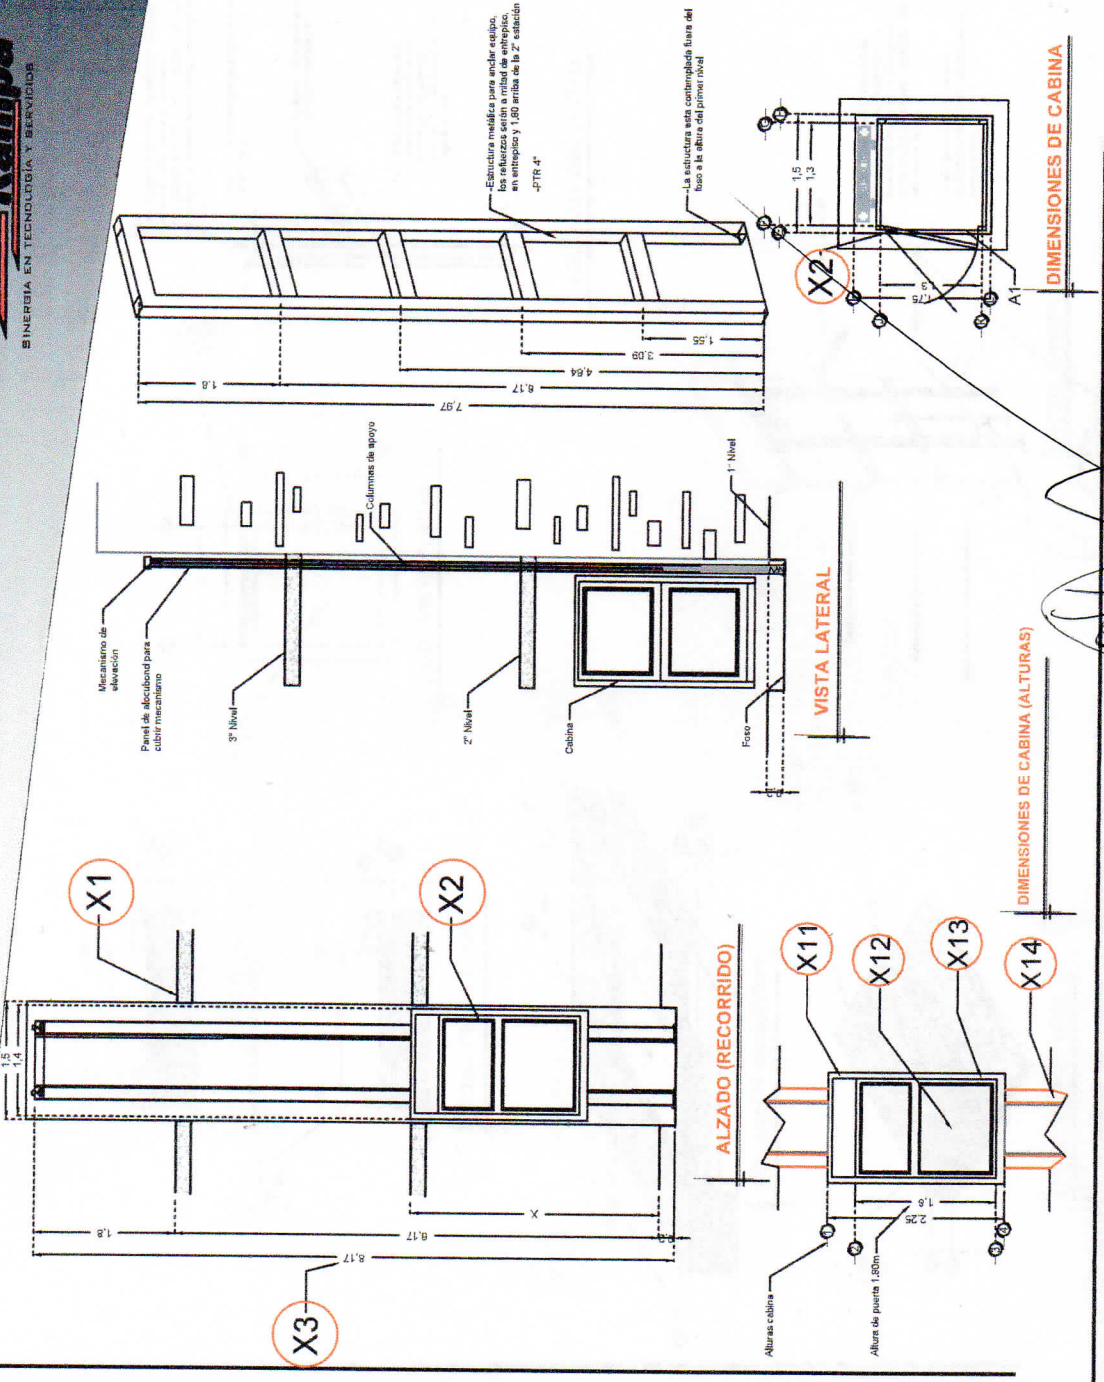 Rampa
SINERGIA EN TECNOLOGÍA Y SERVICIOS
1,5
1,4
X1
X2
X3
1,8
6,17
8,17
X
ALZADO (RECORRIDO)
Mecanismo de
elevación
Panel de alocubond para
cubrir mecanismo
3° Nivel
2° Nivel
Cabina
Foso
Columnas de apoyo
1° Nivel
VISTA LATERAL
-Estructura metálica para anclar equipo,
los refuerzos serán a mitad de entrepiso,
en entrepiso y 1,80 arriba de la 2° estación
-PTR 4"
-La estructura esta contemplada fuera del
foso a la altura del primer nivel
1,8
7,97
6,17
4,64
3,09
1,55
Alturas cabina
Altura de puerta 1.80m
1
2
3
4
2,25
1,8
X11
X12
X13
X14
DIMENSIONES DE CABINA (ALTURAS)
1,5
1,3
X2
1,75
1,3
A1
DIMENSIONES DE CABINA